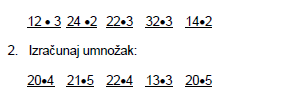 12 • 3 24 •2 22•3 32•3 14•2
2. Izračunaj umnožak:
20•4 21•5 22•4 13•3 20•5